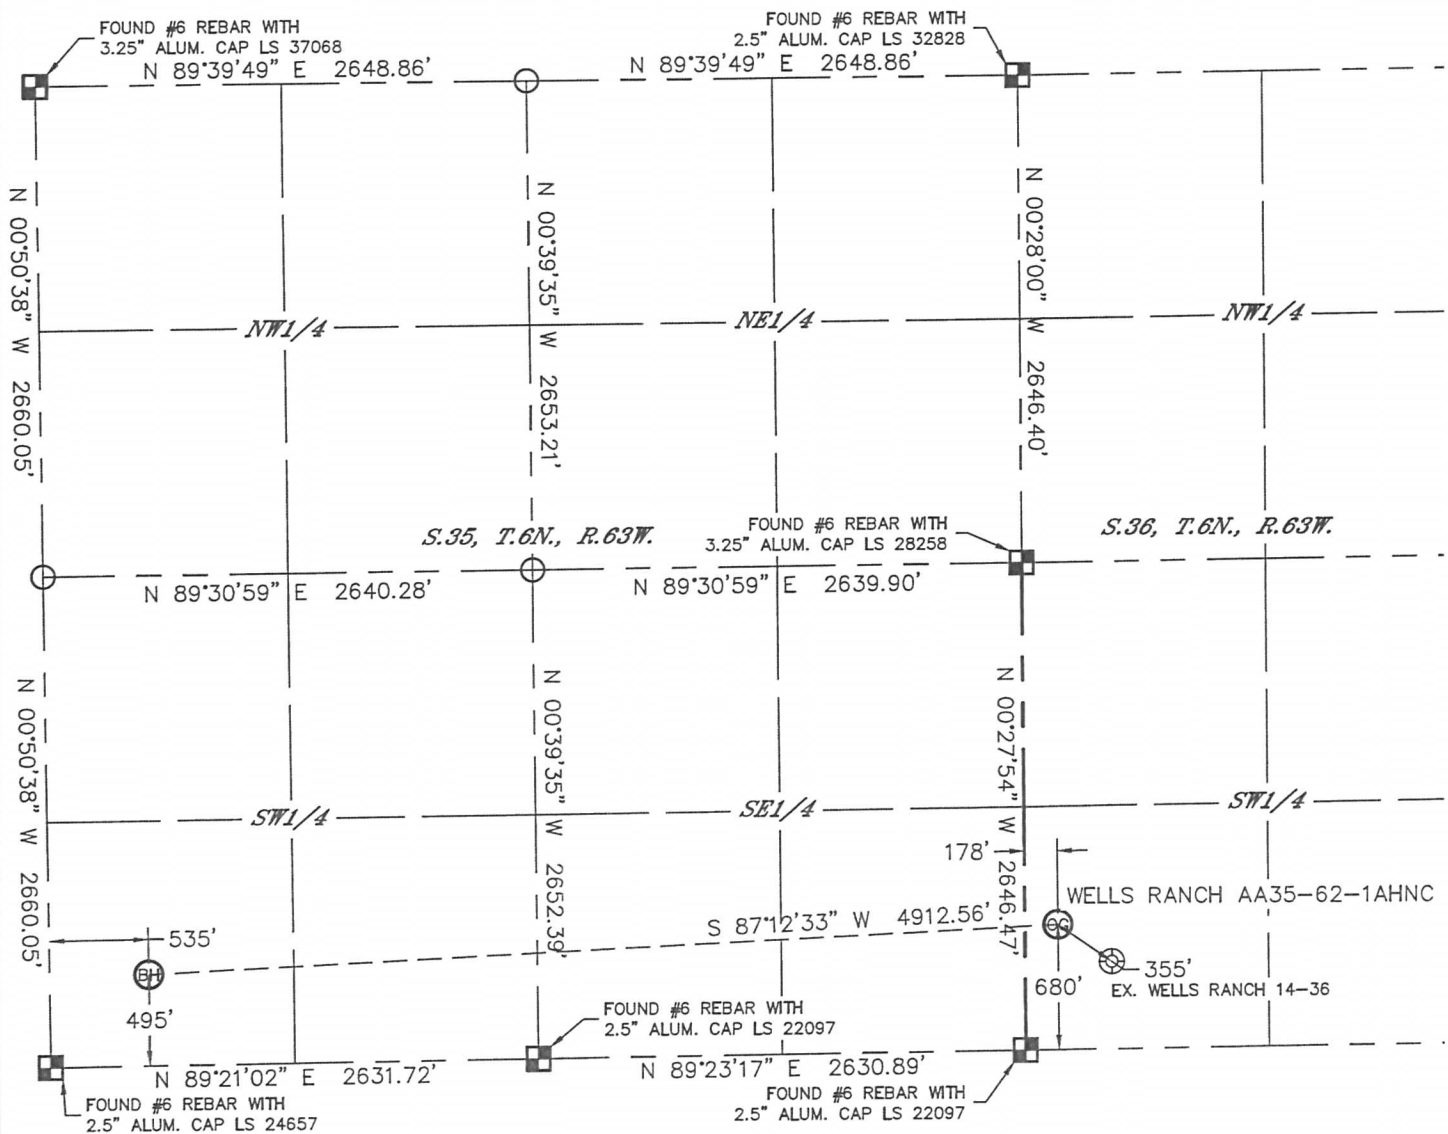 FOUND #6 REBAR WITH
3.25" ALUM. CAP LS 37068
FOUND #6 REBAR WITH
2.5" ALUM. CAP LS 32828
N 89°39'49" E 2648.86'
N 89°39'49" E 2648.86'
N 00°50'38" W 2660.05'
N 00°39'35" W 2653.21'
N 00°28'00" W 2646.40'
NW1/4
NE1/4
NW1/4
S.35, T.6N., R.63W.
FOUND #6 REBAR WITH
3.25" ALUM. CAP LS 28258
S.36, T.6N., R.63W.
N 89°30'59" E 2640.28'
N 89°30'59" E 2639.90'
N 00°50'38" W 2660.05'
N 00°39'35" W 2652.39'
N 00°27'54" W 2646.47'
SW1/4
SE1/4
SW1/4
178'
WELLS RANCH AA35-62-1AHNC
S 87°12'33" W 4912.56'
OG
535'
BH
355'
EX. WELLS RANCH 14-36
680'
495'
FOUND #6 REBAR WITH
2.5" ALUM. CAP LS 22097
N 89°21'02" E 2631.72'
N 89°23'17" E 2630.89'
FOUND #6 REBAR WITH
2.5" ALUM. CAP LS 24657
FOUND #6 REBAR WITH
2.5" ALUM. CAP LS 22097